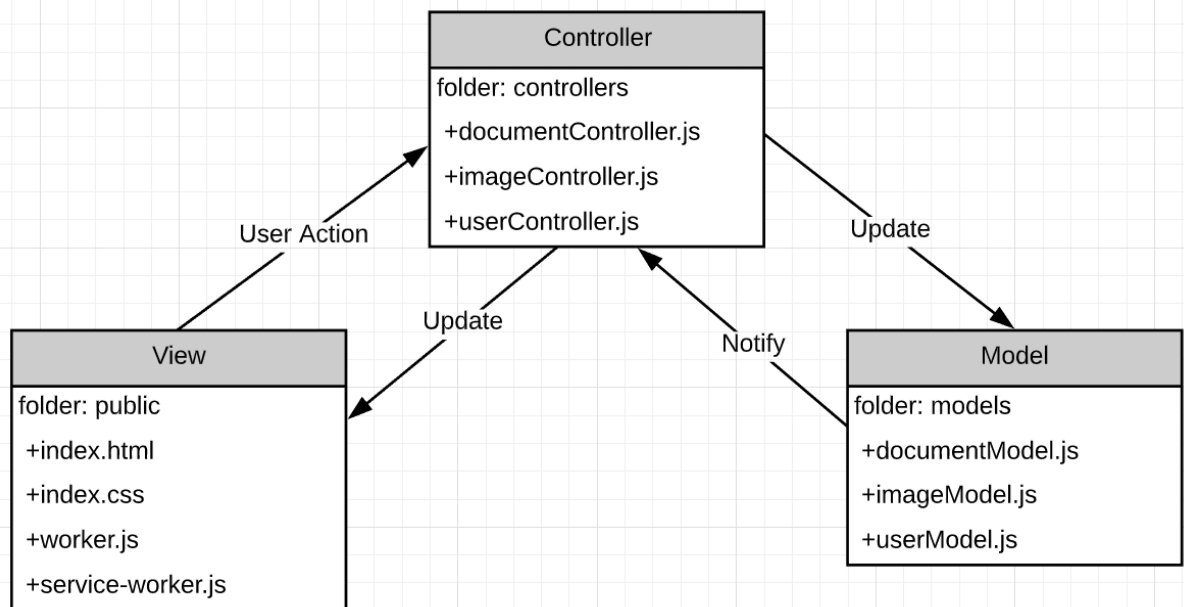 Controller
folder: controllers
+documentController.js
+imageController.js
+userController.js
User Action
Update
Update
Notify
View
folder: public
+index.html
+index.css
+worker.js
+service-worker.js
Model
folder: models
+documentModel.js
+imageModel.js
+userModel.js